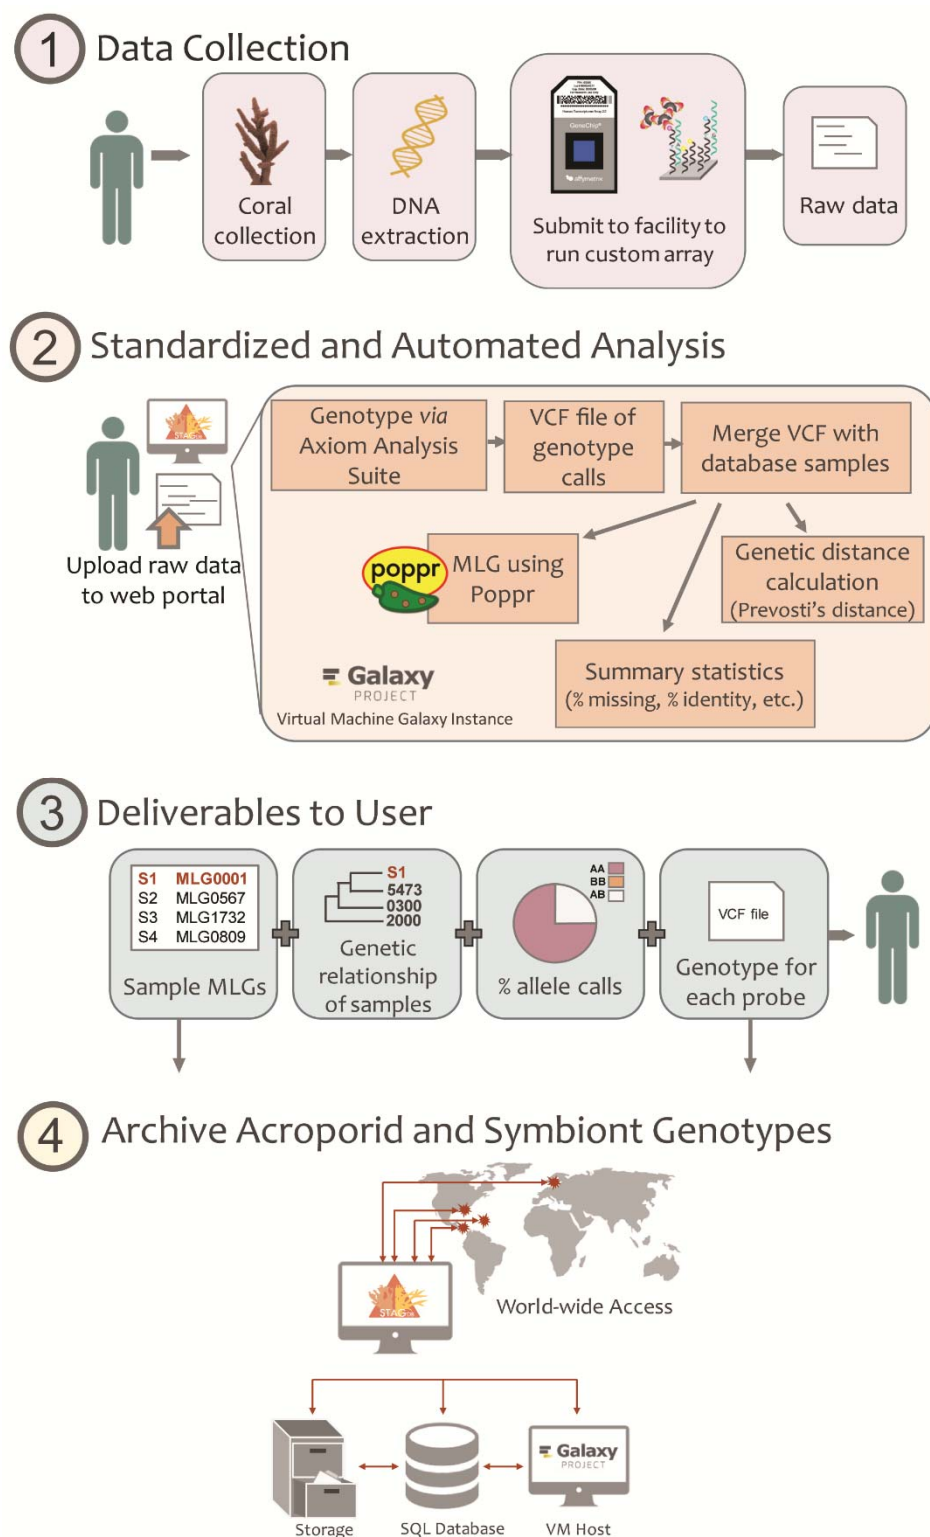 1 Data Collection
Coral
collection
DNA
extraction
GeneChip®
affymetrix
Submit to facility to
run custom array
Raw data
2 Standardized and Automated Analysis
STAG
Upload raw data
to web portal
Genotype via
Axiom Analysis
Suite
VCF file of
genotype
calls
Merge VCF with
database samples
poppr
MLG using
Poppr
Genetic distance
calculation
(Prevosti's distance)
Summary statistics
(% missing, % identity, etc.)
Galaxy
PROJECT
Virtual Machine Galaxy Instance
3 Deliverables to User
S1 MLG0001
S2 MLG0567
S3 MLG1732
S4 MLG0809
Sample MLGs
S1
5473
0300
2000
Genetic
relationship
of samples
AA
BB
AB
% allele calls
VCF file
Genotype for
each probe
4 Archive Acroporid and Symbiont Genotypes
STAG
World-wide Access
Galaxy
PROJECT
Storage
SQL Database
VM Host